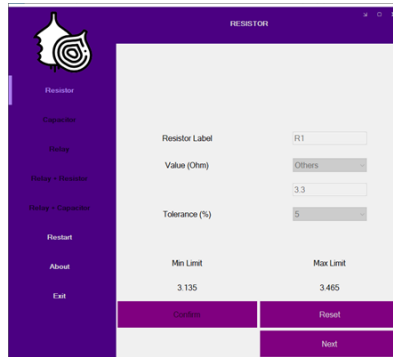 RESISTOR
Resistor
Capacitor
Relay
Relay + Resistor
Relay + Capacitor
Restart
About
Exit
Resistor Label
R1
Value (Ohm)
Others
3.3
Tolerance (%)
5
Min Limit
Max Limit
3.135
3.465
Confirm
Reset
Next